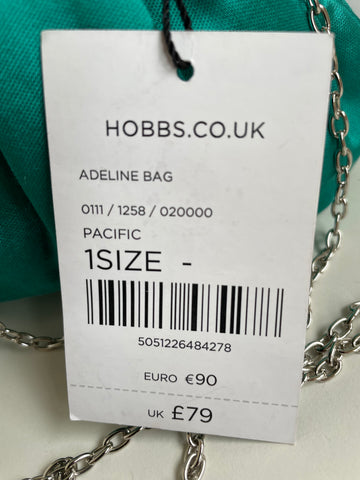 HOBBS.CO.UK
ADELINE BAG
0111 / 1258 / 020000
PACIFIC
1SIZE -
5051226484278
EURO €90
UK £79